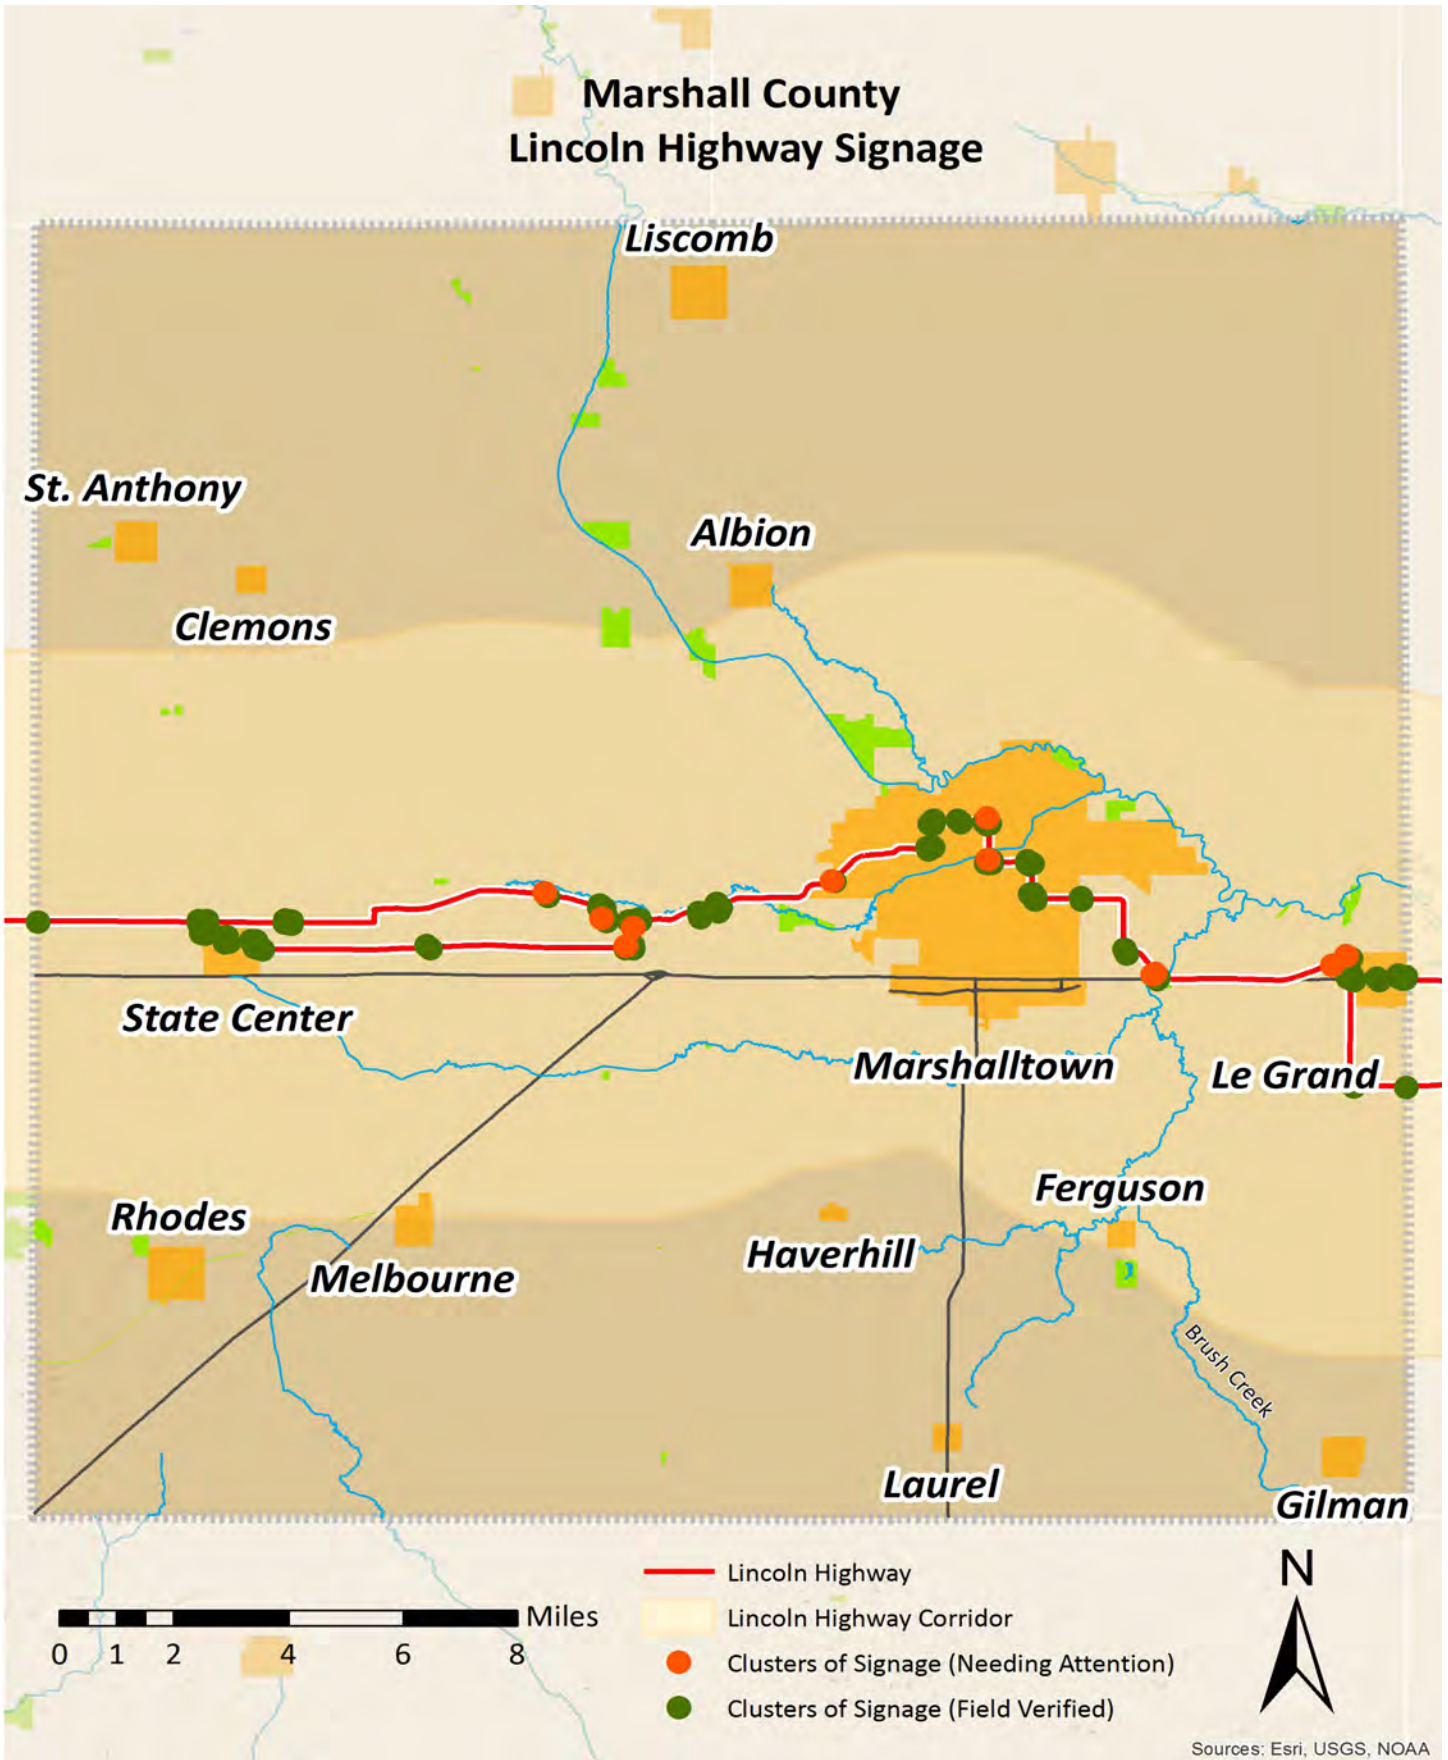 Marshall County
Lincoln Highway Signage
Liscomb
St. Anthony
Albion
Clemons
State Center
Marshalltown
Le Grand
Ferguson
Rhodes
Haverhill
Melbourne
Brush Creek
Laurel
Gilman
N
Lincoln Highway
Lincoln Highway Corridor
Clusters of Signage (Needing Attention)
Clusters of Signage (Field Verified)
Miles
0 1 2 4 6 8
Sources: Esri, USGS, NOAA